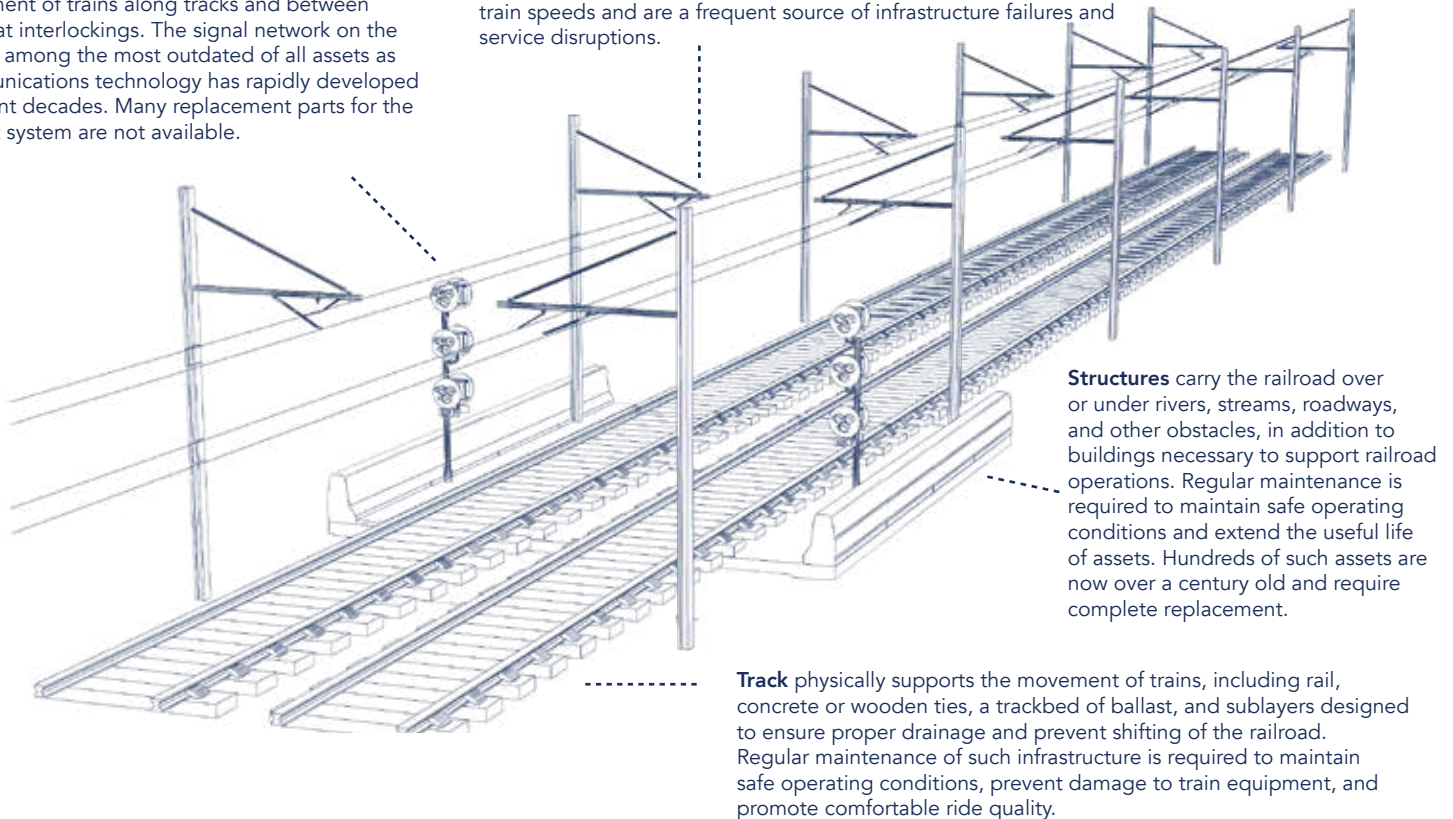 ment of trains along tracks and between
at interlockings. The signal network on the
among the most outdated of all assets as
unications technology has rapidly developed
nt decades. Many replacement parts for the
system are not available.
train speeds and are a frequent source of infrastructure failures and
service disruptions.
Structures carry the railroad over
or under rivers, streams, roadways,
and other obstacles, in addition to
buildings necessary to support railroad
operations. Regular maintenance is
required to maintain safe operating
conditions and extend the useful life
of assets. Hundreds of such assets are
now over a century old and require
complete replacement.
Track physically supports the movement of trains, including rail,
concrete or wooden ties, a trackbed of ballast, and sublayers designed
to ensure proper drainage and prevent shifting of the railroad.
Regular maintenance of such infrastructure is required to maintain
safe operating conditions, prevent damage to train equipment, and
promote comfortable ride quality.